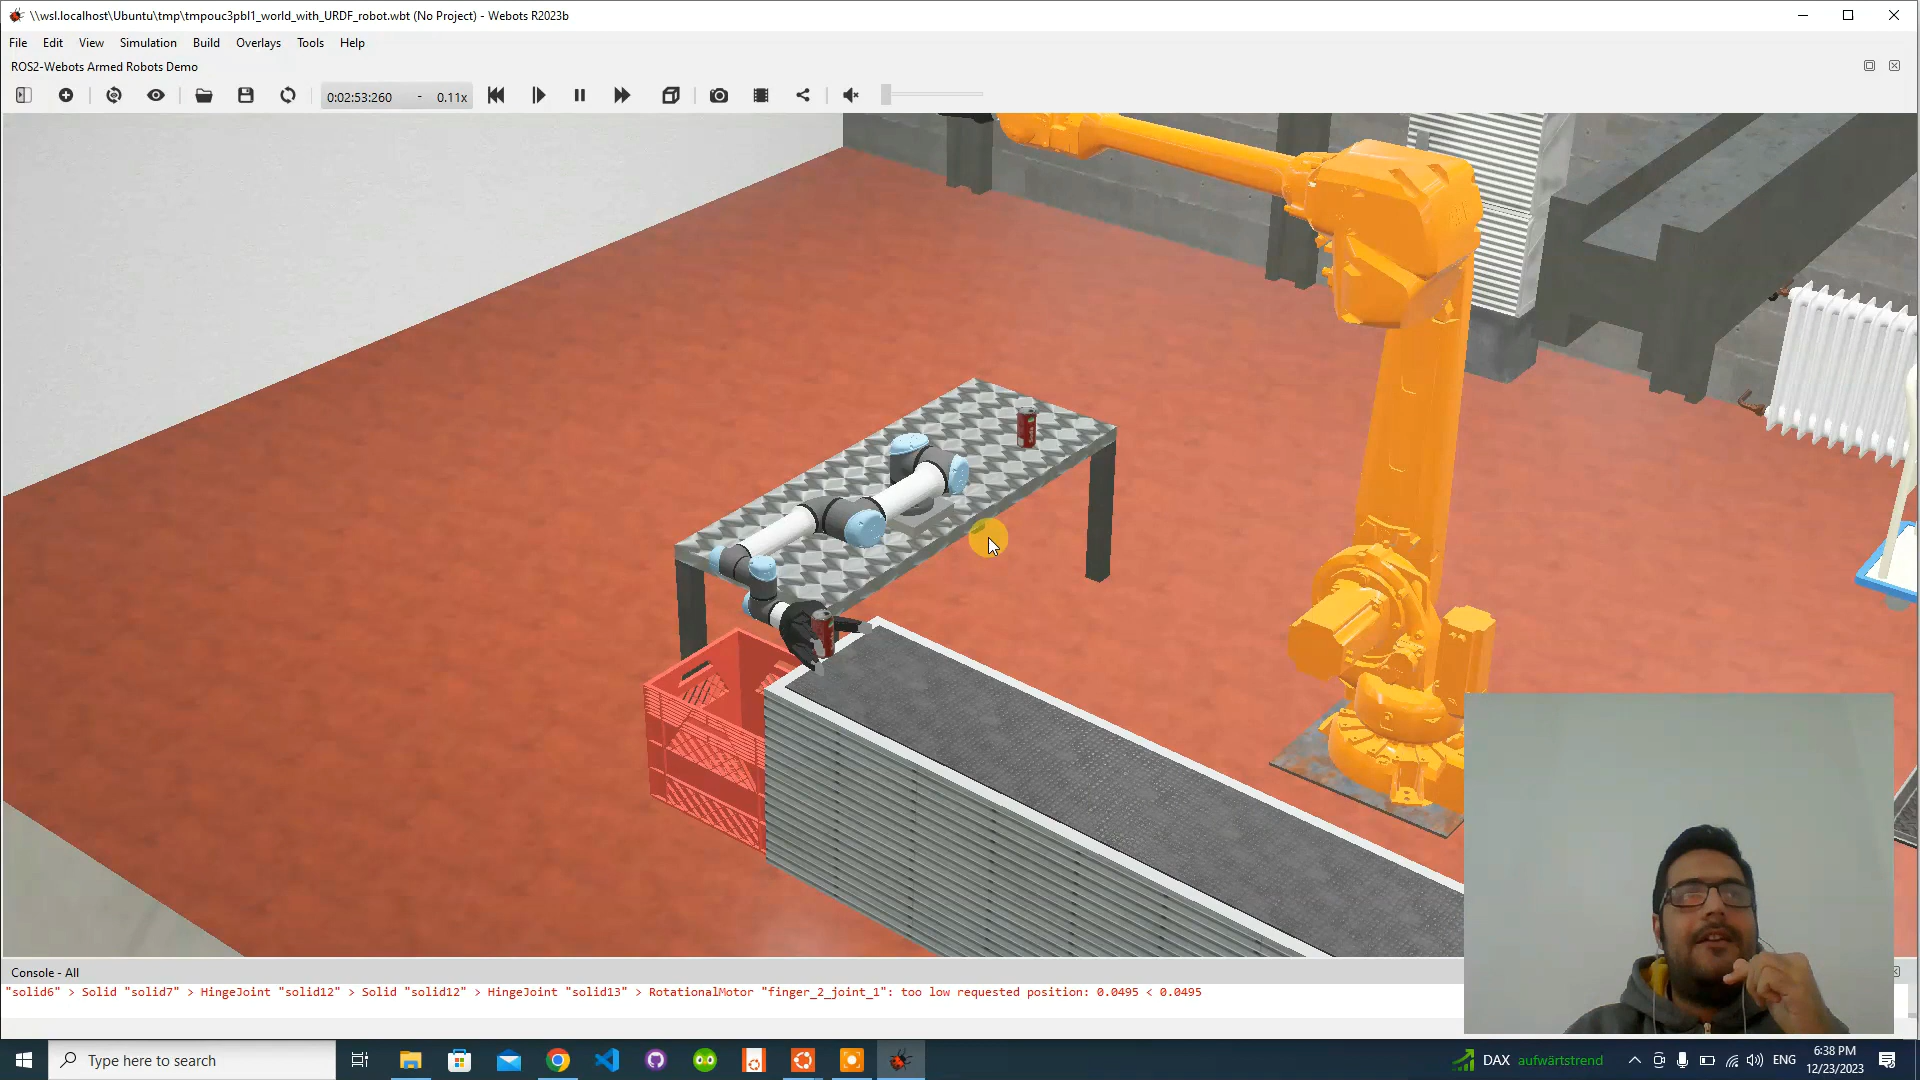 \\wsl.localhost\Ubuntu\tmp\tmpouc3pbl1_world_with_URDF_robot.wbt (No Project) - Webots R2023b
File Edit View Simulation Build Overlays Tools Help
ROS2-Webots Armed Robots Demo
0:02:53:260 - 0.11x
Console - All
"solid6" > Solid "solid7" > HingeJoint "solid12" > Solid "solid12" > HingeJoint "solid13" > RotationalMotor "finger_2_joint_1": too low requested position: 0.0495 < 0.0495
Type here to search
DAX aufwärtstrend
ENG
6:38 PM
12/23/2023